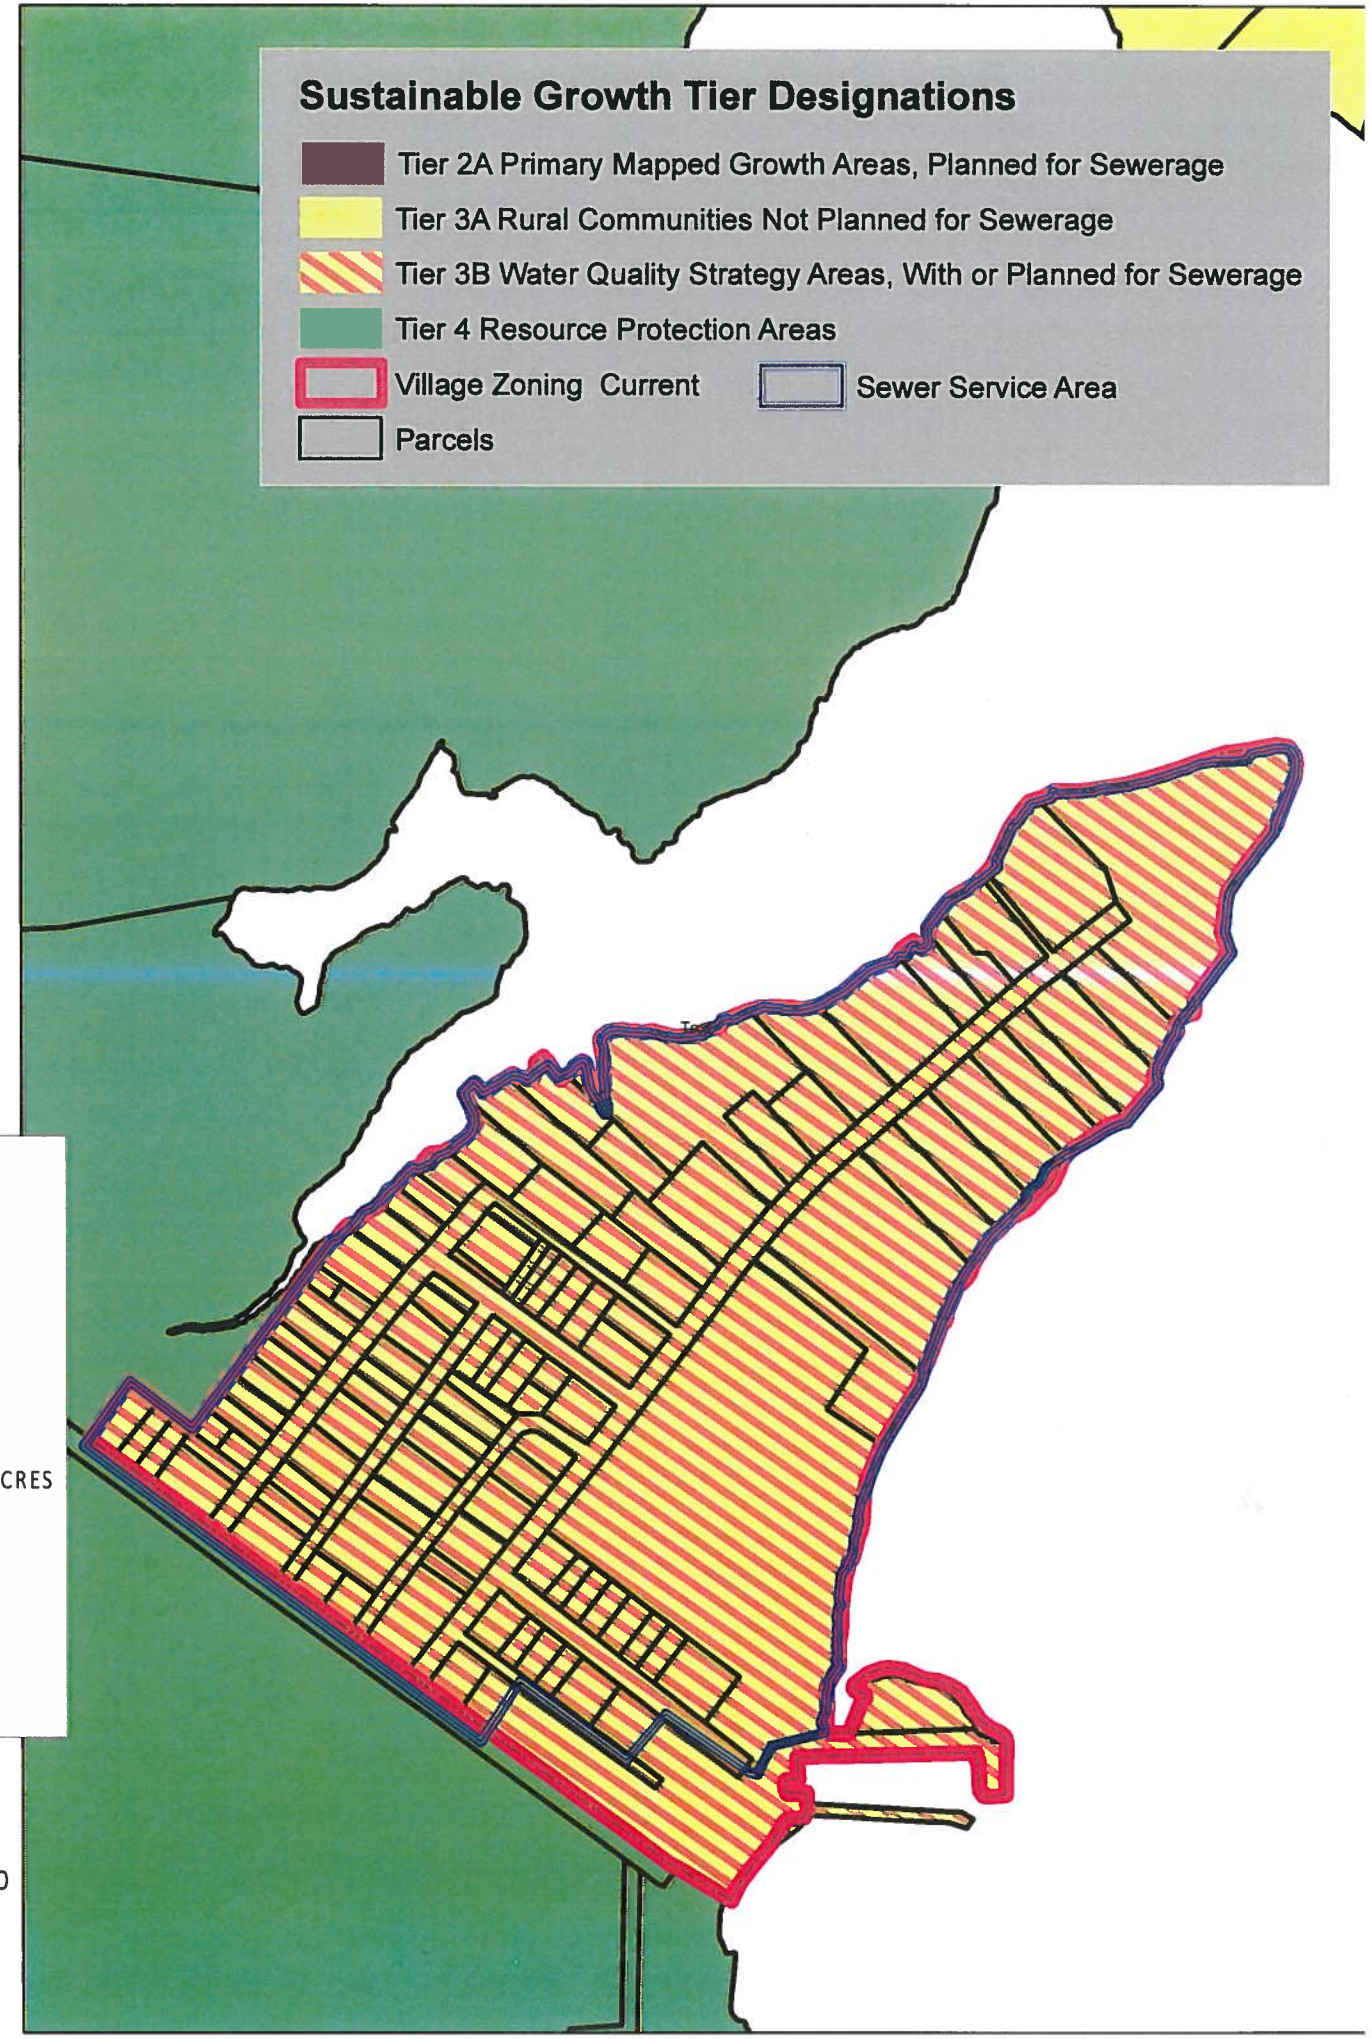 Sustainable Growth Tier Designations
Tier 2A Primary Mapped Growth Areas, Planned for Sewerage
Tier 3A Rural Communities Not Planned for Sewerage
Tier 3B Water Quality Strategy Areas, With or Planned for Sewerage
Tier 4 Resource Protection Areas
Village Zoning Current
Sewer Service Area
Parcels
CRES